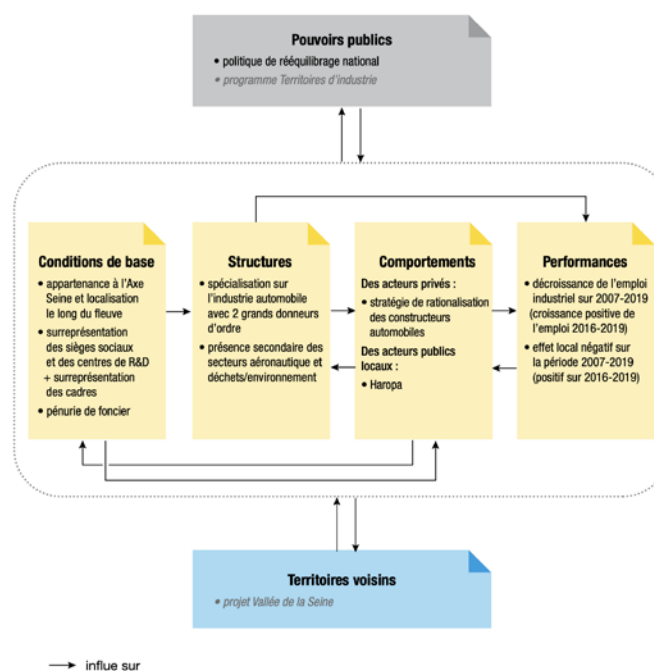 Pouvoirs publics
• politique de rééquilibrage national
• programme Territoires d'industrie
Conditions de base
• appartenance à l'Axe
Seine et localisation
le long du fleuve
• surreprésentation
des sièges sociaux
et des centres de R&D
+ surreprésentation
des cadres
• pénurie de foncier
Structures
• spécialisation sur
l'industrie automobile
avec 2 grands donneurs
d'ordre
• présence secondaire des
secteurs aéronautique et
déchets/environnement
Comportements
Des acteurs privés :
• stratégie de rationalisation
des constructeurs
automobiles
Des acteurs publics
locaux :
• Haropa
Performances
• décroissance de l'emploi
industriel sur 2007-2019
(croissance positive de
l'emploi 2016-2019)
• effet local négatif sur
la période 2007-2019
(positif sur 2016-2019)
Territoires voisins
• projet Vallée de la Seine
influe sur